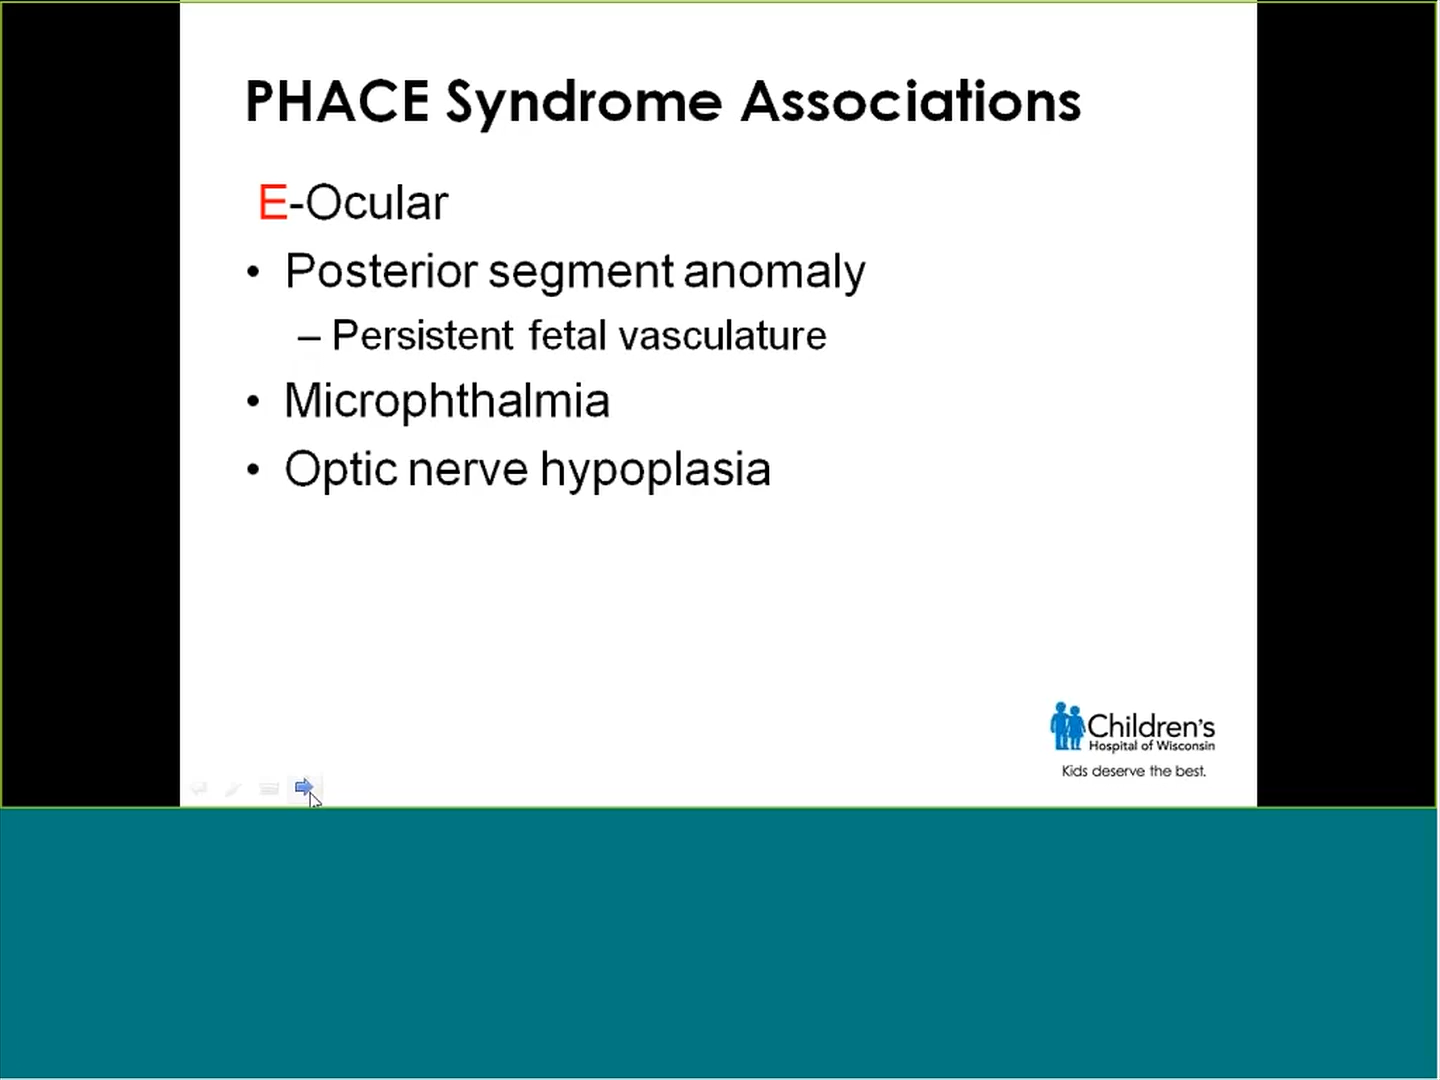 PHACE Syndrome Associations
E-Ocular
• Posterior segment anomaly
– Persistent fetal vasculature
• Microphthalmia
• Optic nerve hypoplasia
Children's
Hospital of Wisconsin
Kids deserve the best.